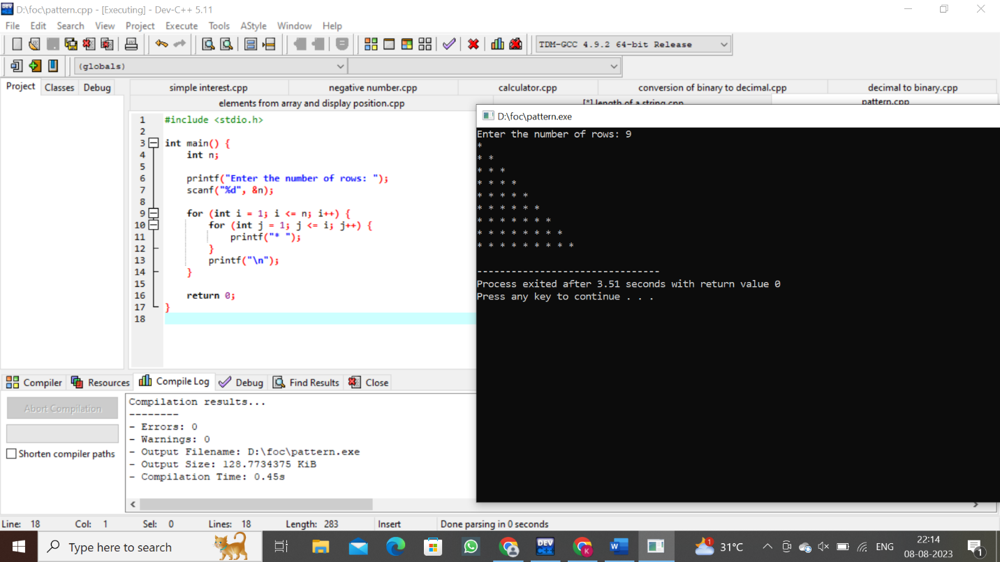 D:\foc\pattern.cpp - [Executing] - Dev-C++ 5.11
File Edit Search View Project Execute Tools AStyle Window Help
TDM-GCC 4.9.2 64-bit Release
(globals)
Project Classes Debug
simple interest.cpp negative number.cpp calculator.cpp conversion of binary to decimal.cpp decimal to binary.cpp
elements from array and display position.cpp [*] length of a string.cpp pattern.cpp
1 #include <stdio.h>
2
3 int main() {
4 int n;
5
6 printf("Enter the number of rows: ");
7 scanf("%d", &n);
8
9 for (int i = 1; i <= n; i++) {
10 for (int j = 1; j <= i; j++) {
11 printf("* ");
12 }
13 printf("\n");
14 }
15
16 return 0;
17 }
18
D:\foc\pattern.exe
Enter the number of rows: 9
*
* *
* * *
* * * *
* * * * *
* * * * * *
* * * * * * *
* * * * * * * *
* * * * * * * * *
--------------------------------
Process exited after 3.51 seconds with return value 0
Press any key to continue . . .
Compiler Resources Compile Log Debug Find Results Close
Abort Compilation
Shorten compiler paths
Compilation results...
--------
- Errors: 0
- Warnings: 0
- Output Filename: D:\foc\pattern.exe
- Output Size: 128.7734375 KiB
- Compilation Time: 0.45s
Line: 18 Col: 1 Sel: 0 Lines: 18 Length: 283 Insert Done parsing in 0 seconds
Type here to search
DEV C++
K
W
1
31°C
ENG
22:14
08-08-2023
1